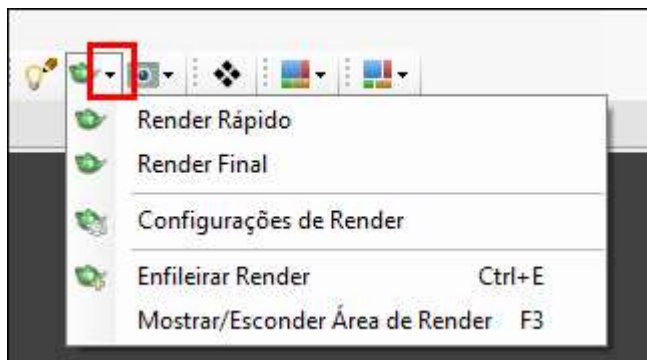 Render Rápido
Render Final
Configurações de Render
Enfileirar Render Ctrl+E
Mostrar/Esconder Área de Render F3